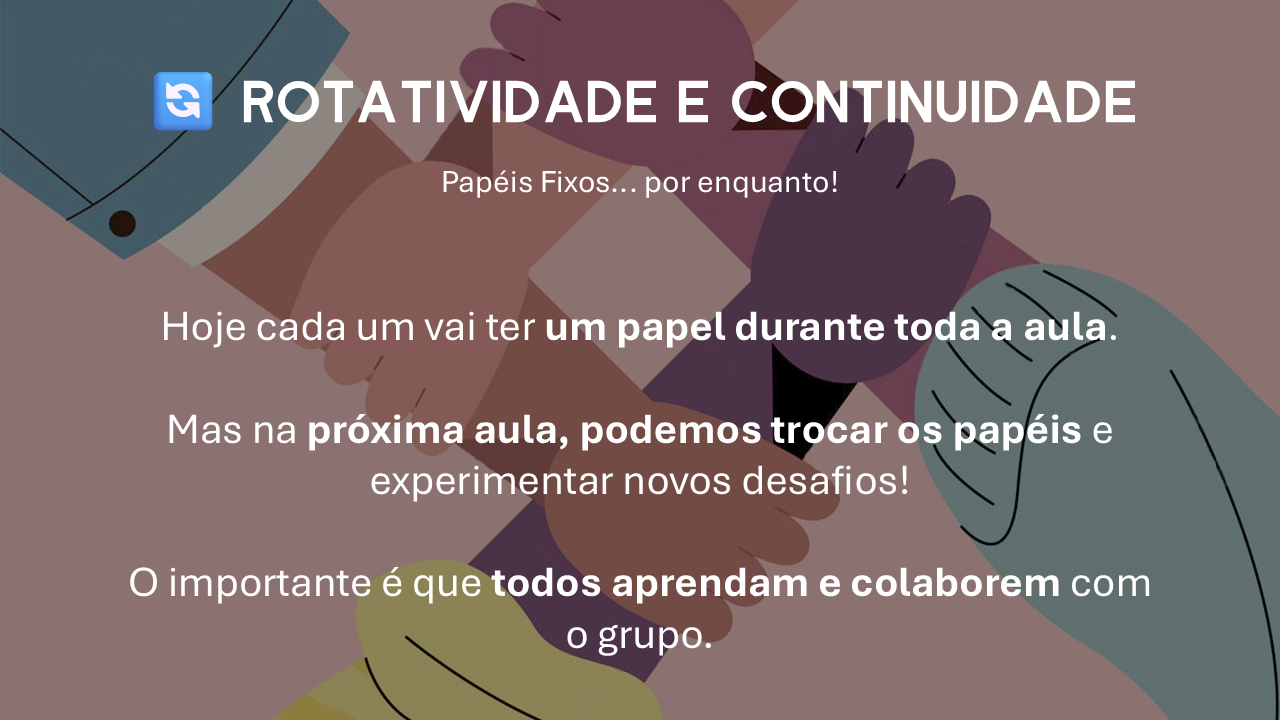 🔄 ROTATIVIDADE E CONTINUIDADE
Papéis Fixos... por enquanto!
Hoje cada um vai ter um papel durante toda a aula.
Mas na próxima aula, podemos trocar os papéis e
experimentar novos desafios!
O importante é que todos aprendam e colaborem com
o grupo.